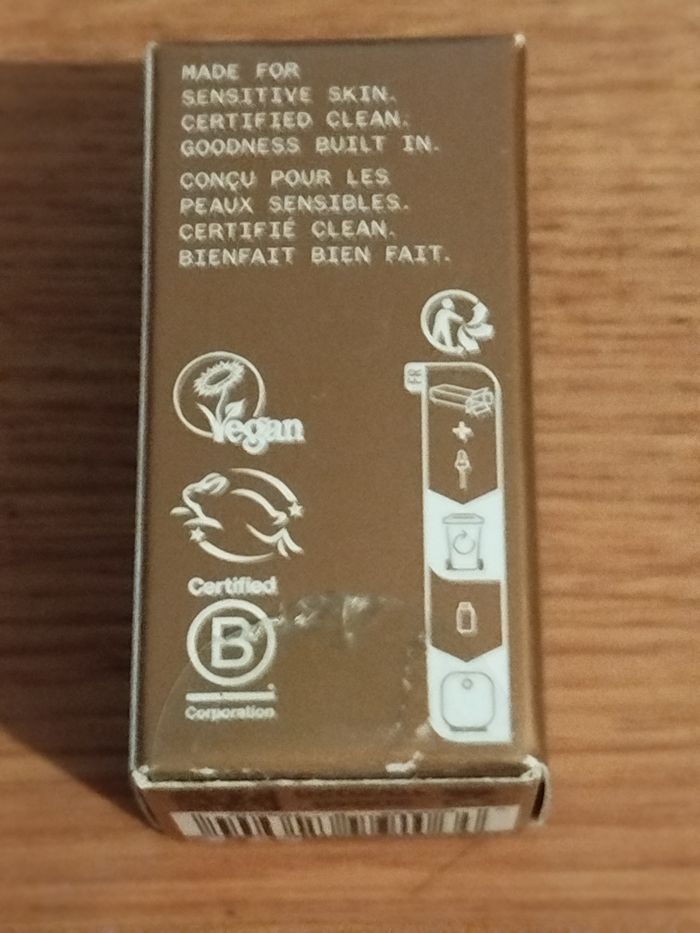 MADE FOR
SENSITIVE SKIN.
CERTIFIED CLEAN.
GOODNESS BUILT IN.
CONÇU POUR LES
PEAUX SENSIBLES.
CERTIFIÉ CLEAN.
BIENFAIT BIEN FAIT.
FR
Vegan
Certified
B
Corporation